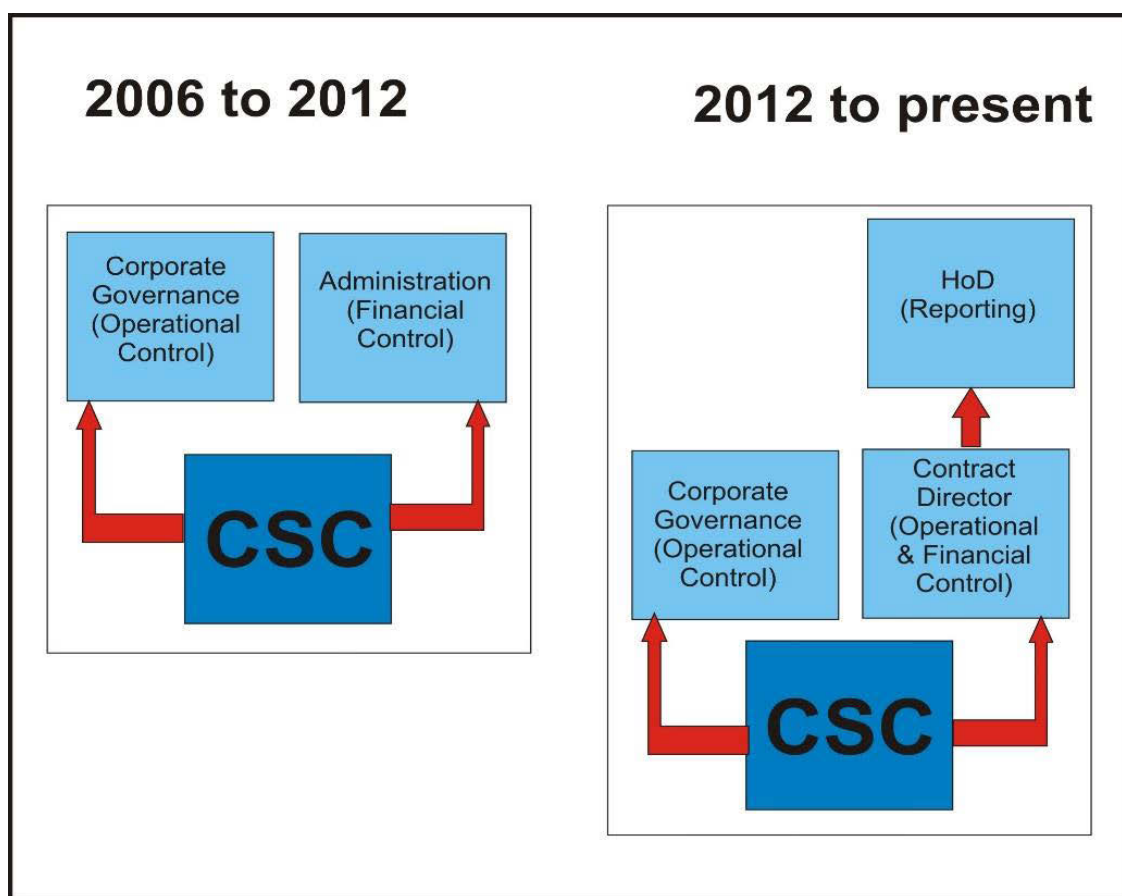 2006 to 2012
Corporate
Governance
(Operational
Control)
Administration
(Financial
Control)
CSC
2012 to present
HoD
(Reporting)
Corporate
Governance
(Operational
Control)
Contract
Director
(Operational
& Financial
Control)
CSC